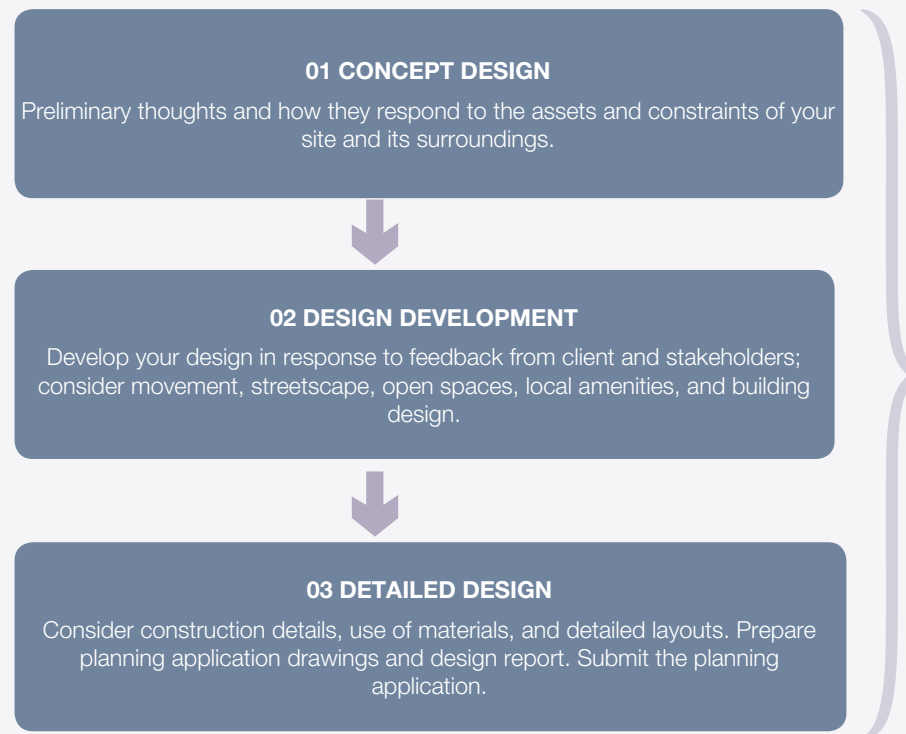 01 CONCEPT DESIGN
Preliminary thoughts and how they respond to the assets and constraints of your
site and its surroundings.
02 DESIGN DEVELOPMENT
Develop your design in response to feedback from client and stakeholders;
consider movement, streetscape, open spaces, local amenities, and building
design.
03 DETAILED DESIGN
Consider construction details, use of materials, and detailed layouts. Prepare
planning application drawings and design report. Submit the planning
application.